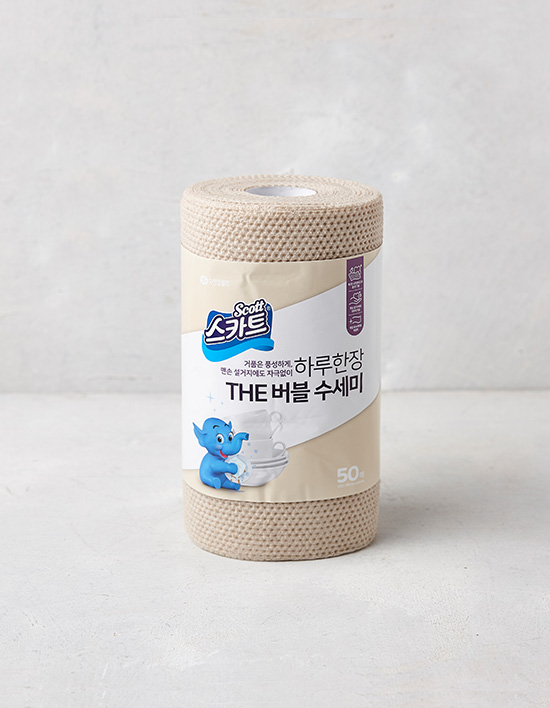 Scott
스카트
거품은 풍성하게,
맨손 설거지에도 자극없이
하루한장
THE 버블 수세미
50